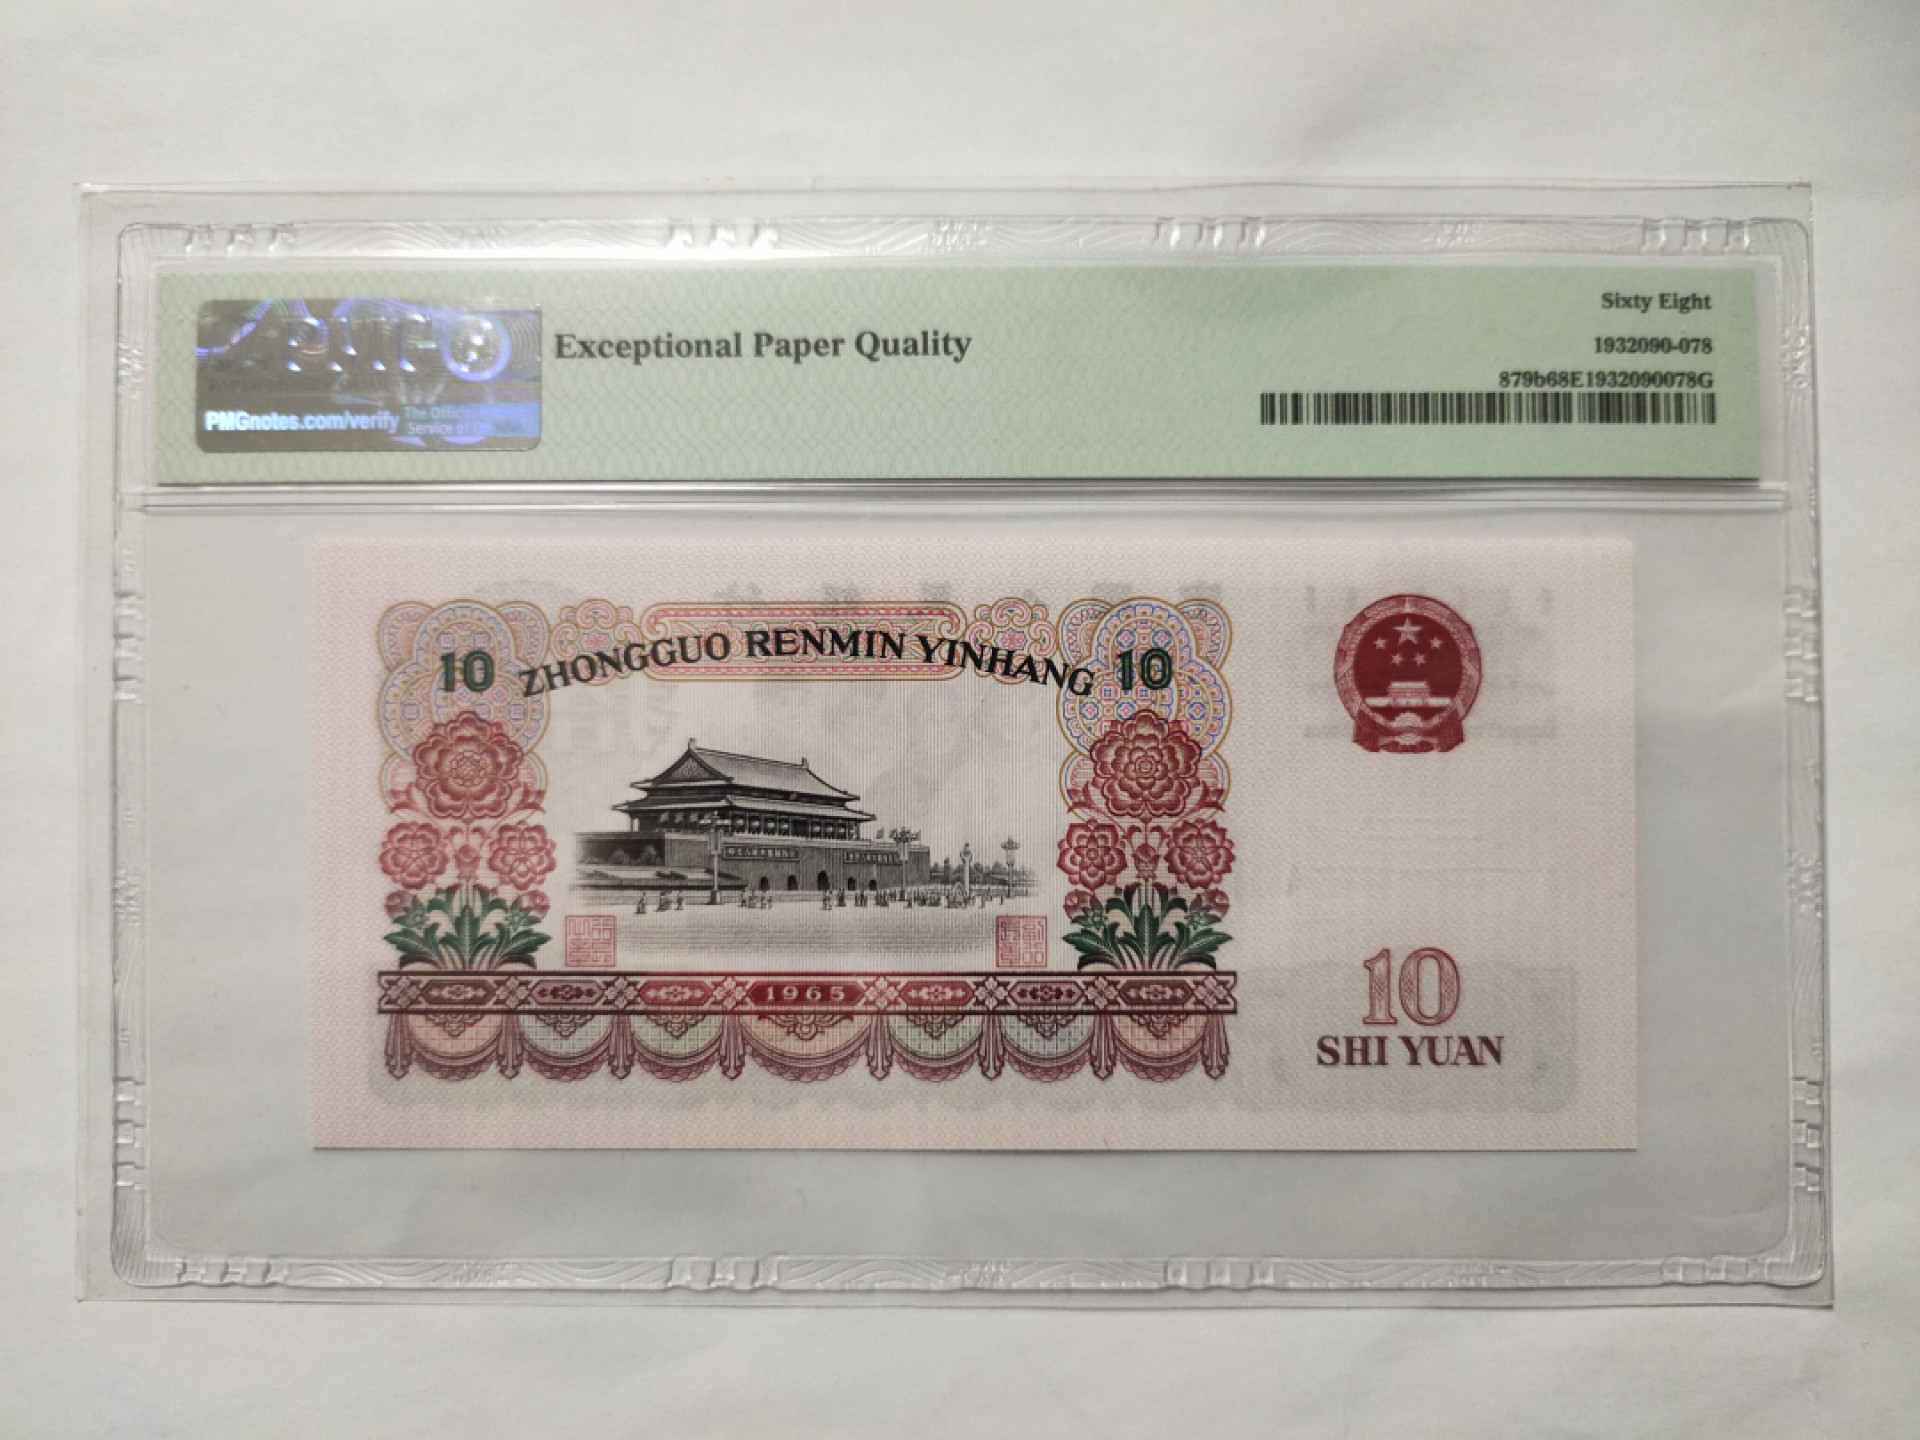 PMG
PMGnotes.com/verify
Exceptional Paper Quality
Sixty Eight
1932090-078
879b68E1932090078G
10 ZHONGGUO RENMIN YINHANG 10
1965
10
SHI YUAN